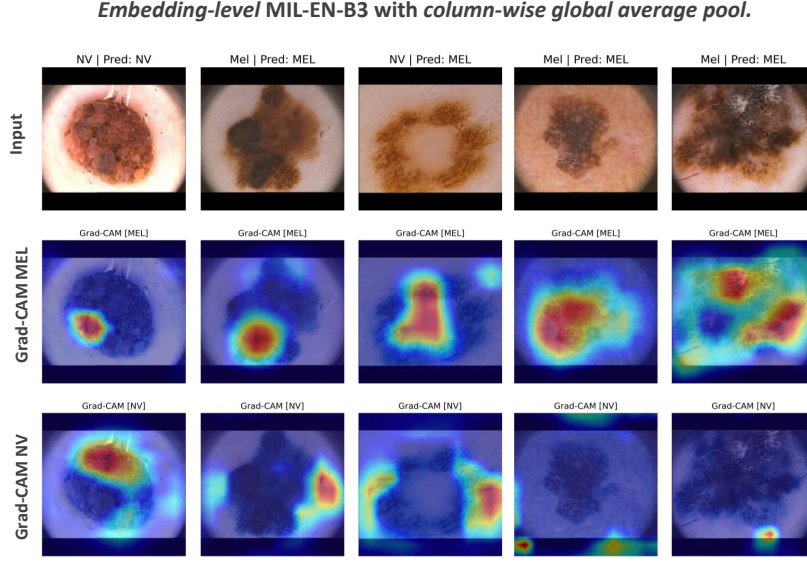 Embedding-level MIL-EN-B3 with column-wise global average pool.
NV | Pred: NV
Mel | Pred: MEL
NV | Pred: MEL
Mel | Pred: MEL
Mel | Pred: MEL
Input
Grad-CAM [MEL]
Grad-CAM [MEL]
Grad-CAM [MEL]
Grad-CAM [MEL]
Grad-CAM [MEL]
Grad-CAM MEL
Grad-CAM [NV]
Grad-CAM [NV]
Grad-CAM [NV]
Grad-CAM [NV]
Grad-CAM [NV]
Grad-CAM NV